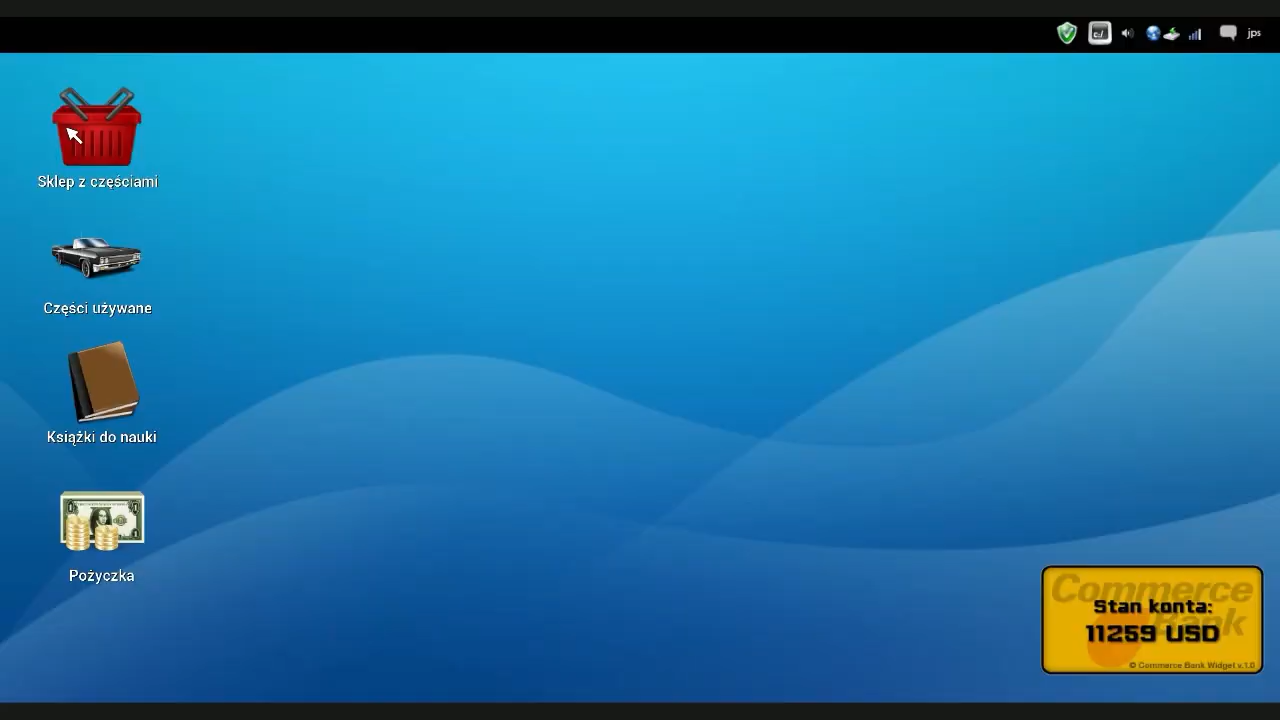 c:/
jps
Sklep z częściami
Części używane
Książki do nauki
Pożyczka
Commerce
Bank
Stan konta:
11259 USD
© Commerce Bank Widget v.1.0